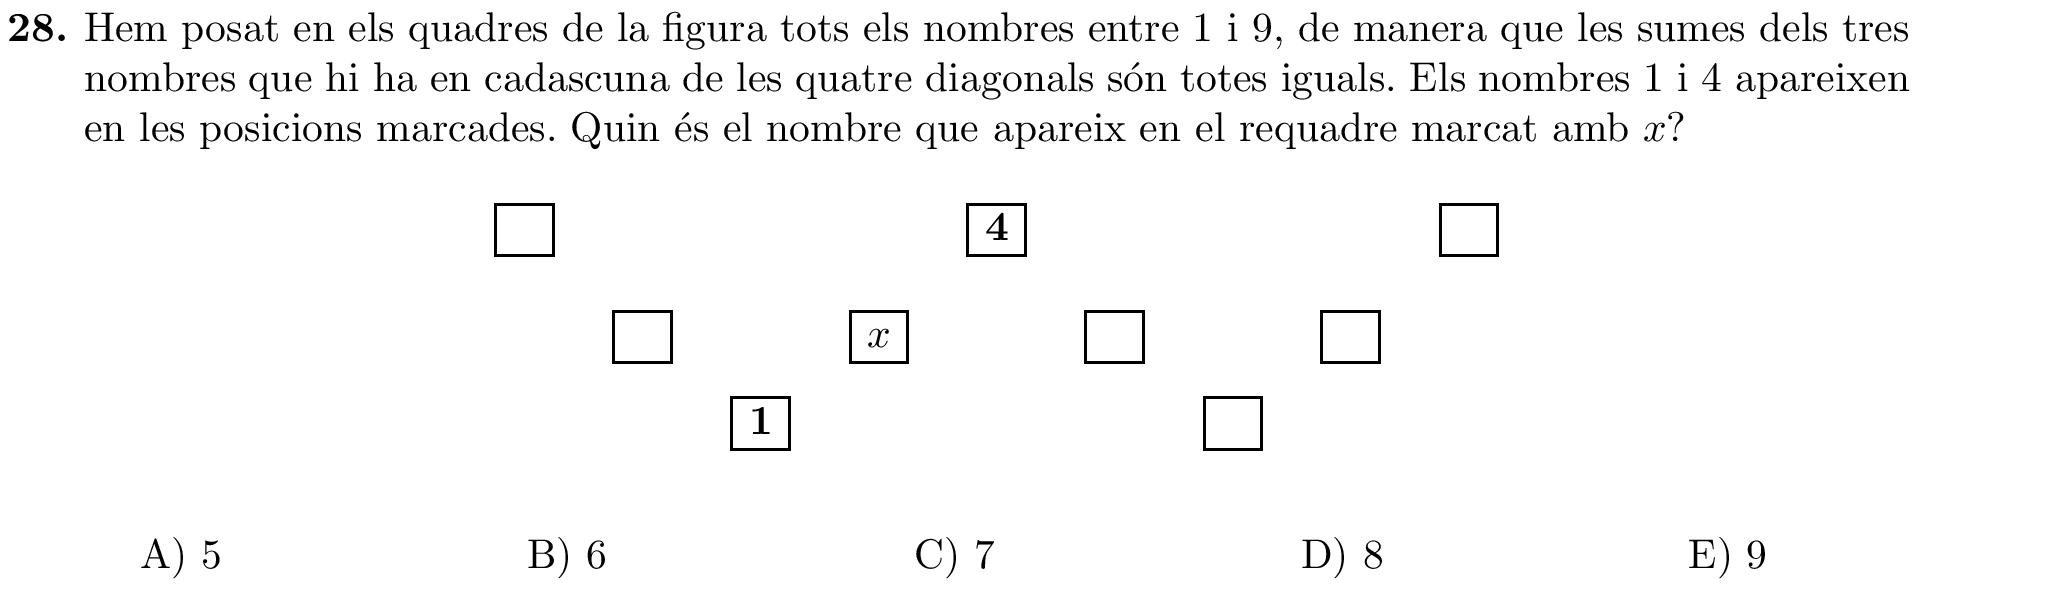 28. Hem posat en els quadres de la figura tots els nombres entre 1 i 9, de manera que les sumes dels tres
nombres que hi ha en cadascuna de les quatre diagonals són totes iguals. Els nombres 1 i 4 apareixen
en les posicions marcades. Quin és el nombre que apareix en el requadre marcat amb x?
4
x
1
A) 5 B) 6 C) 7 D) 8 E) 9